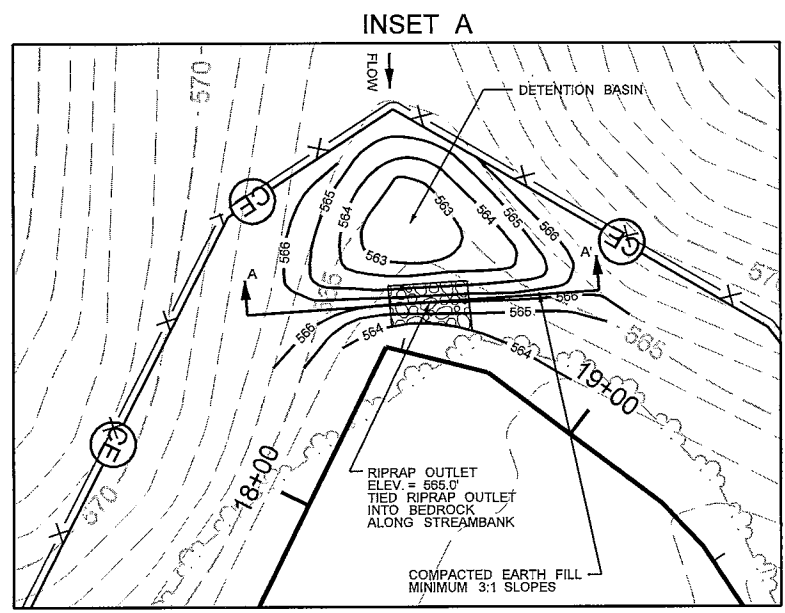 INSET A
FLOW
570
DETENTION BASIN
CE
565
564
563
564
565
566
566
563
CE
A
A'
565
570
566
565
566
564
564
565
CE
570
18+00
19+00
RIPRAP OUTLET
ELEV. = 565.0'
TIED RIPRAP OUTLET
INTO BEDROCK
ALONG STREAMBANK
COMPACTED EARTH FILL
MINIMUM 3:1 SLOPES